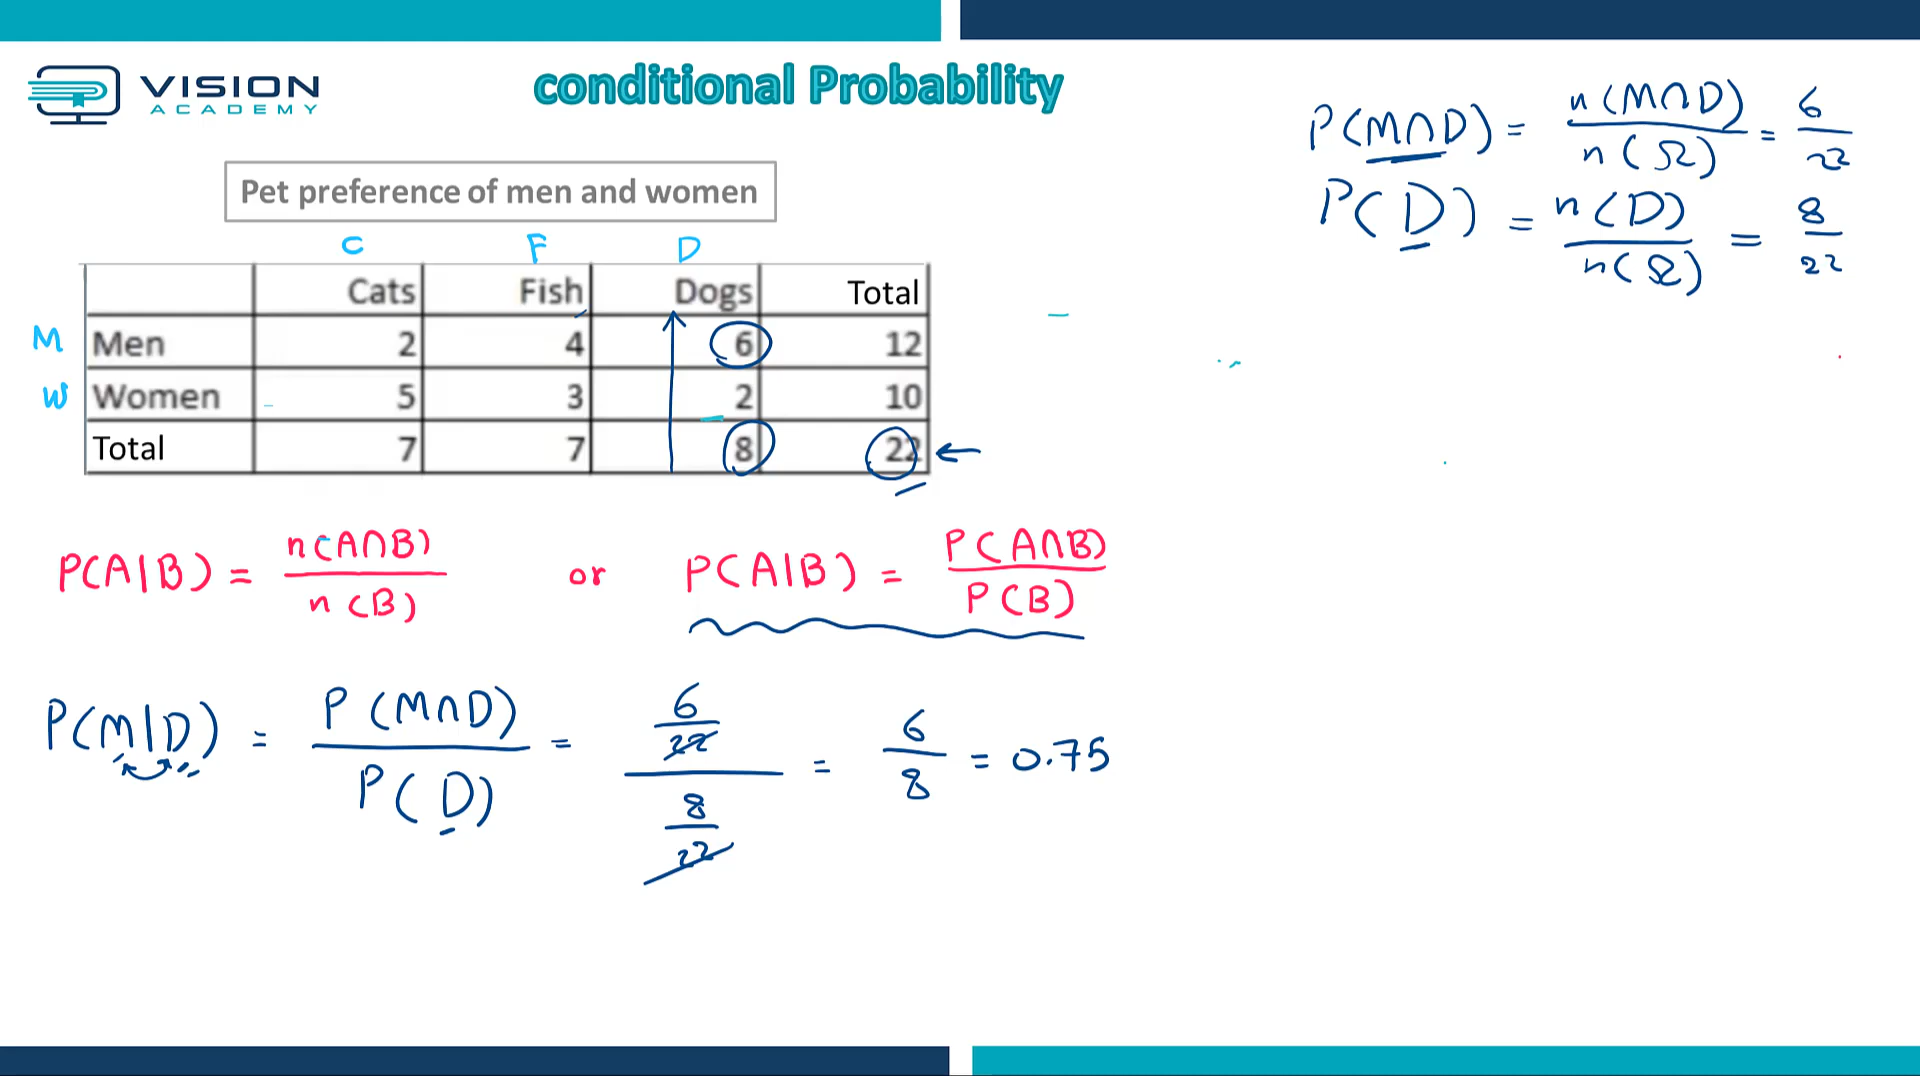 VISION
ACADEMY
conditional Probability
P(M∩D) = n(M∩D) / n(Ω) = 6/22
P(D) = n(D) / n(Ω) = 8/22
Pet preference of men and women
C F D
Cats Fish Dogs Total
M Men 2 4 6 12
W Women 5 3 2 10
Total 7 7 8 22
P(A|B) = n(A∩B) / n(B) or P(A|B) = P(A∩B) / P(B)
P(M|D) = P(M∩D) / P(D) = 6/22 / 8/22 = 6/8 = 0.75